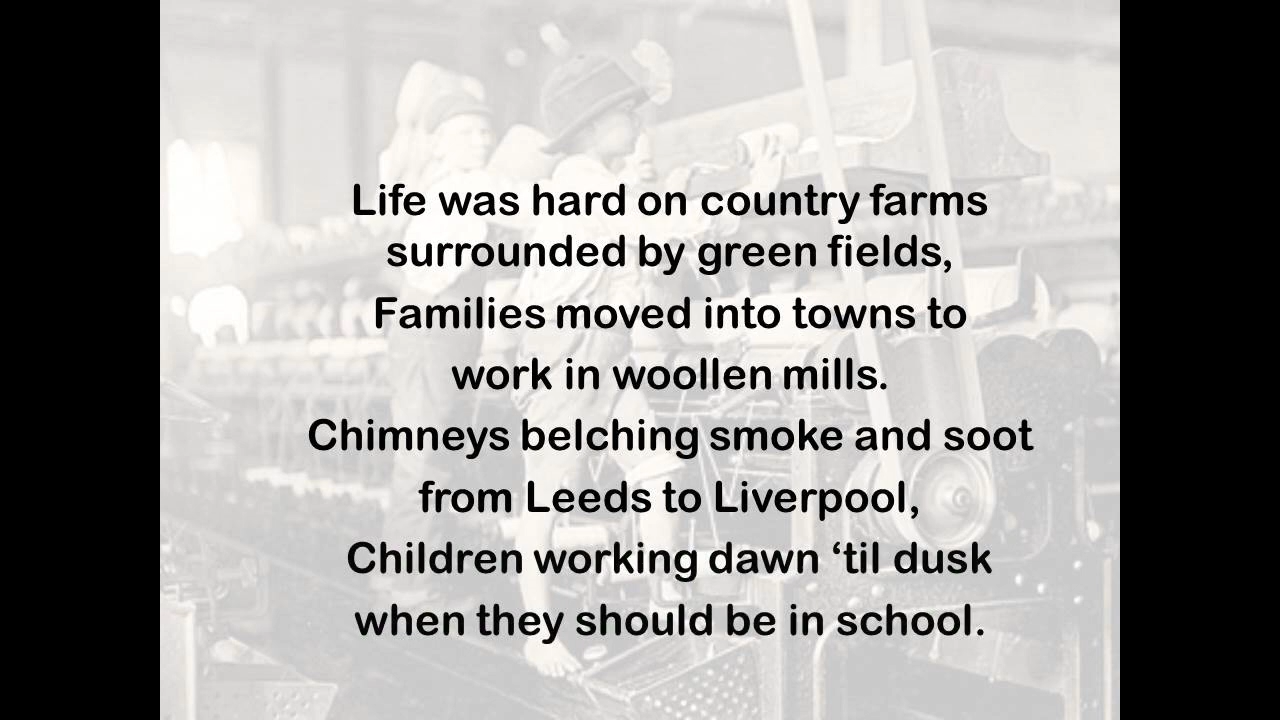 Life was hard on country farms
surrounded by green fields,
Families moved into towns to
work in woollen mills.
Chimneys belching smoke and soot
from Leeds to Liverpool,
Children working dawn ‘til dusk
when they should be in school.